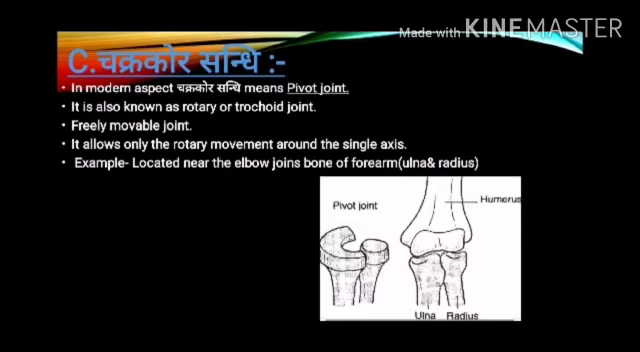 Made with KINEMASTER
C.चक्रकोर सन्धि :-
• In modern aspect चक्रकोर सन्धि means Pivot joint.
• It is also known as rotary or trochoid joint.
• Freely movable joint.
• It allows only the rotary movement around the single axis.
• Example- Located near the elbow joins bone of forearm(ulna& radius)
Pivot joint
Humerus
Ulna Radius